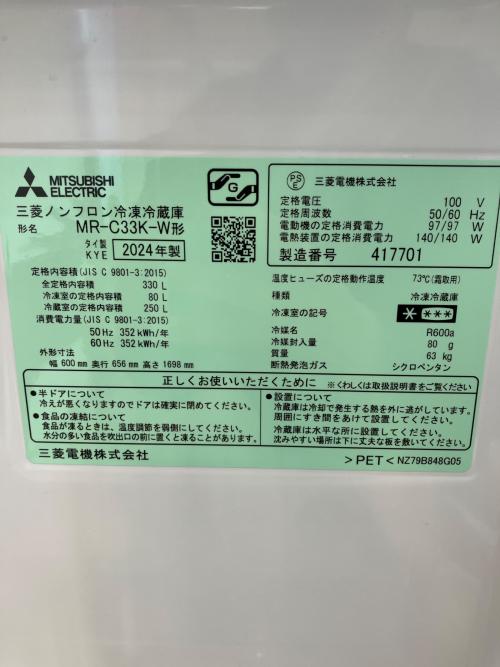 MITSUBISHI
ELECTRIC
G
三菱ノンフロン冷凍冷蔵庫
形名 MR-C33K-W形
タイ製
KYE
2024年製
定格内容積(JIS C 9801-3:2015)
全定格内容積 330 L
冷凍室の定格内容積 80 L
冷蔵室の定格内容積 250 L
消費電力量(JIS C 9801-3:2015)
50 Hz 352 kWh/年
60 Hz 352 kWh/年
外形寸法
幅 600 mm 奥行 656 mm 高さ 1698 mm
PSE 三菱電機株式会社
定格電圧 100 V
定格周波数 50/60 Hz
電動機の定格消費電力 97/97 W
電熱装置の定格消費電力 140/140 W
製造番号 417701
温度ヒューズの定格動作温度 73℃(霜取用)
種類 冷凍冷蔵庫
冷凍室の記号 ****
冷媒名 R600a
冷媒封入量 80 g
質量 63 kg
断熱発泡ガス シクロペンタン
正しくお使いいただくために ※くわしくは取扱説明書をご覧ください。
●半ドアについて
冷えが悪くなりますのでドアは確実に閉めてください。
●食品の凍結について
食品が凍るときは、温度調節を弱側にしてください。
水分の多い食品を吹出口の前に置くと凍ることがあります。
●設置について
冷蔵庫は冷却で発生する熱を外に逃がしています。
周囲にすき間をあけて設置してください。
冷蔵庫は水平な所に設置してください。
沈みやすい場所は下に丈夫な板を敷いてください。
三菱電機株式会社
>PET< NZ79B848G05